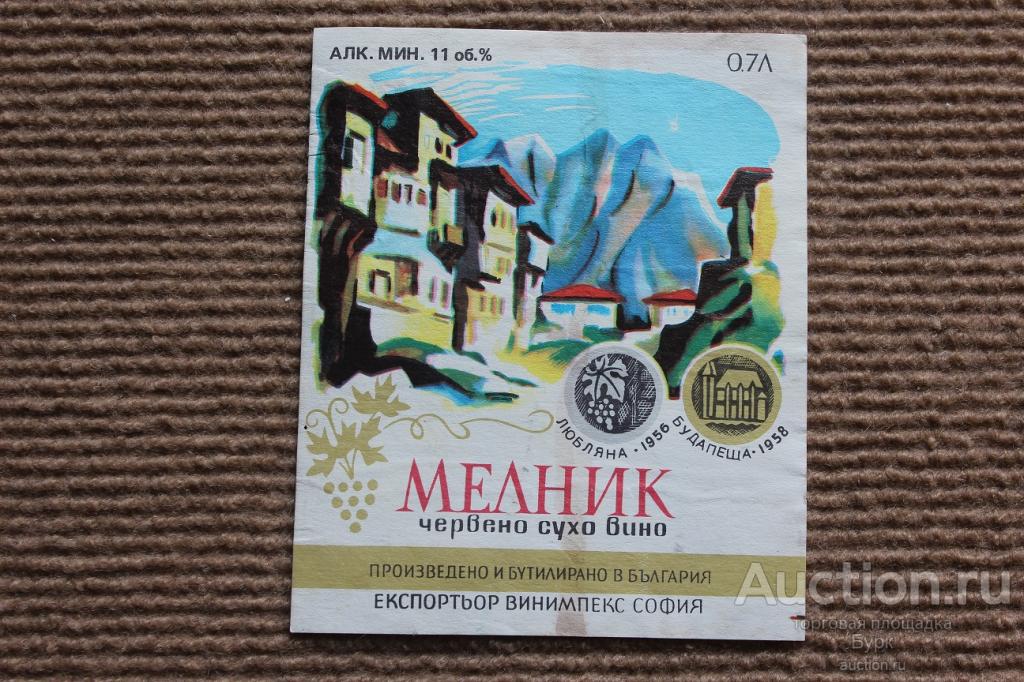 АЛК. МИН. 11 об.%
0.7Л
ЛЮБЛЯНА · 1956
БУДАПЕЩА · 1958
МЕЛНИК
червено сухо вино
ПРОИЗВЕДЕНО И БУТИЛИРАНО В БЪЛГАРИЯ
ЕКСПОРТЬОР ВИНИМПЕКС СОФИЯ
Auction.ru
торговая площадка
Бурк
auction.ru